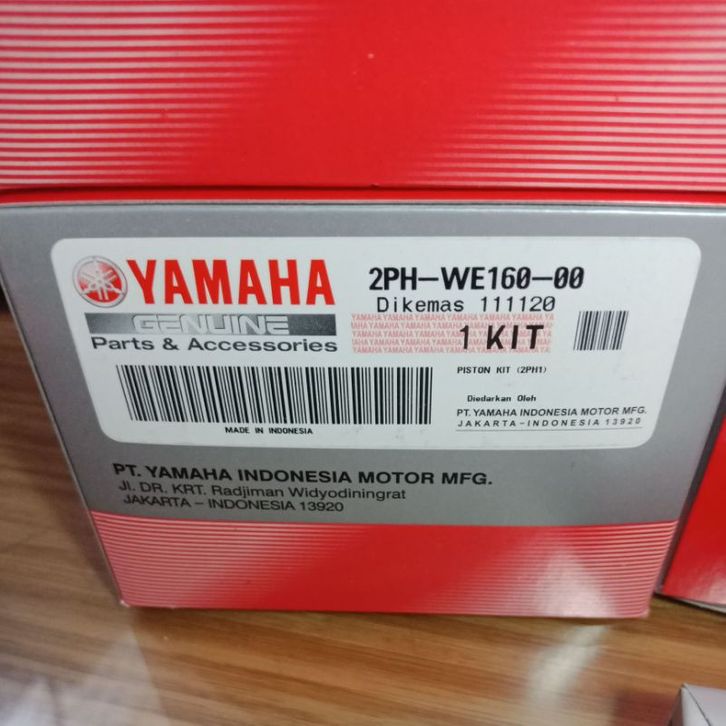 YAMAHA
GENUINE
Parts & Accessories
2PH-WE160-00
Dikemas 111120
1 KIT
PISTON KIT (2PH1)
Diedarkan Oleh
PT. YAMAHA INDONESIA MOTOR MFG.
JAKARTA-INDONESIA 13920
MADE IN INDONESIA
PT. YAMAHA INDONESIA MOTOR MFG.
Jl. DR. KRT. Radjiman Widyodiningrat
JAKARTA - INDONESIA 13920